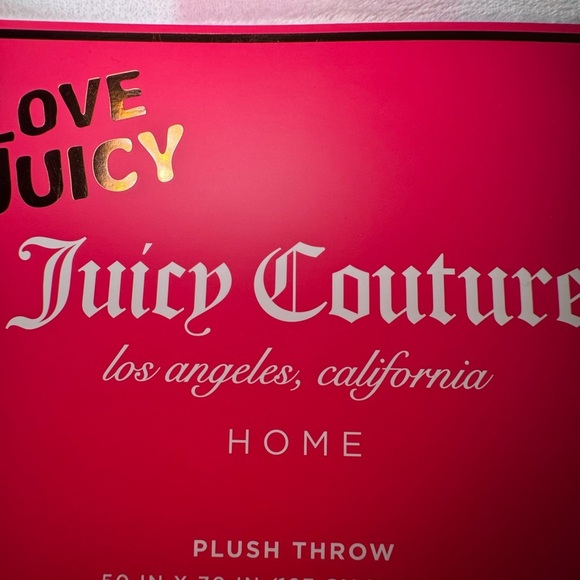 LOVE
JUICY
Juicy Couture
los angeles, california
HOME
PLUSH THROW